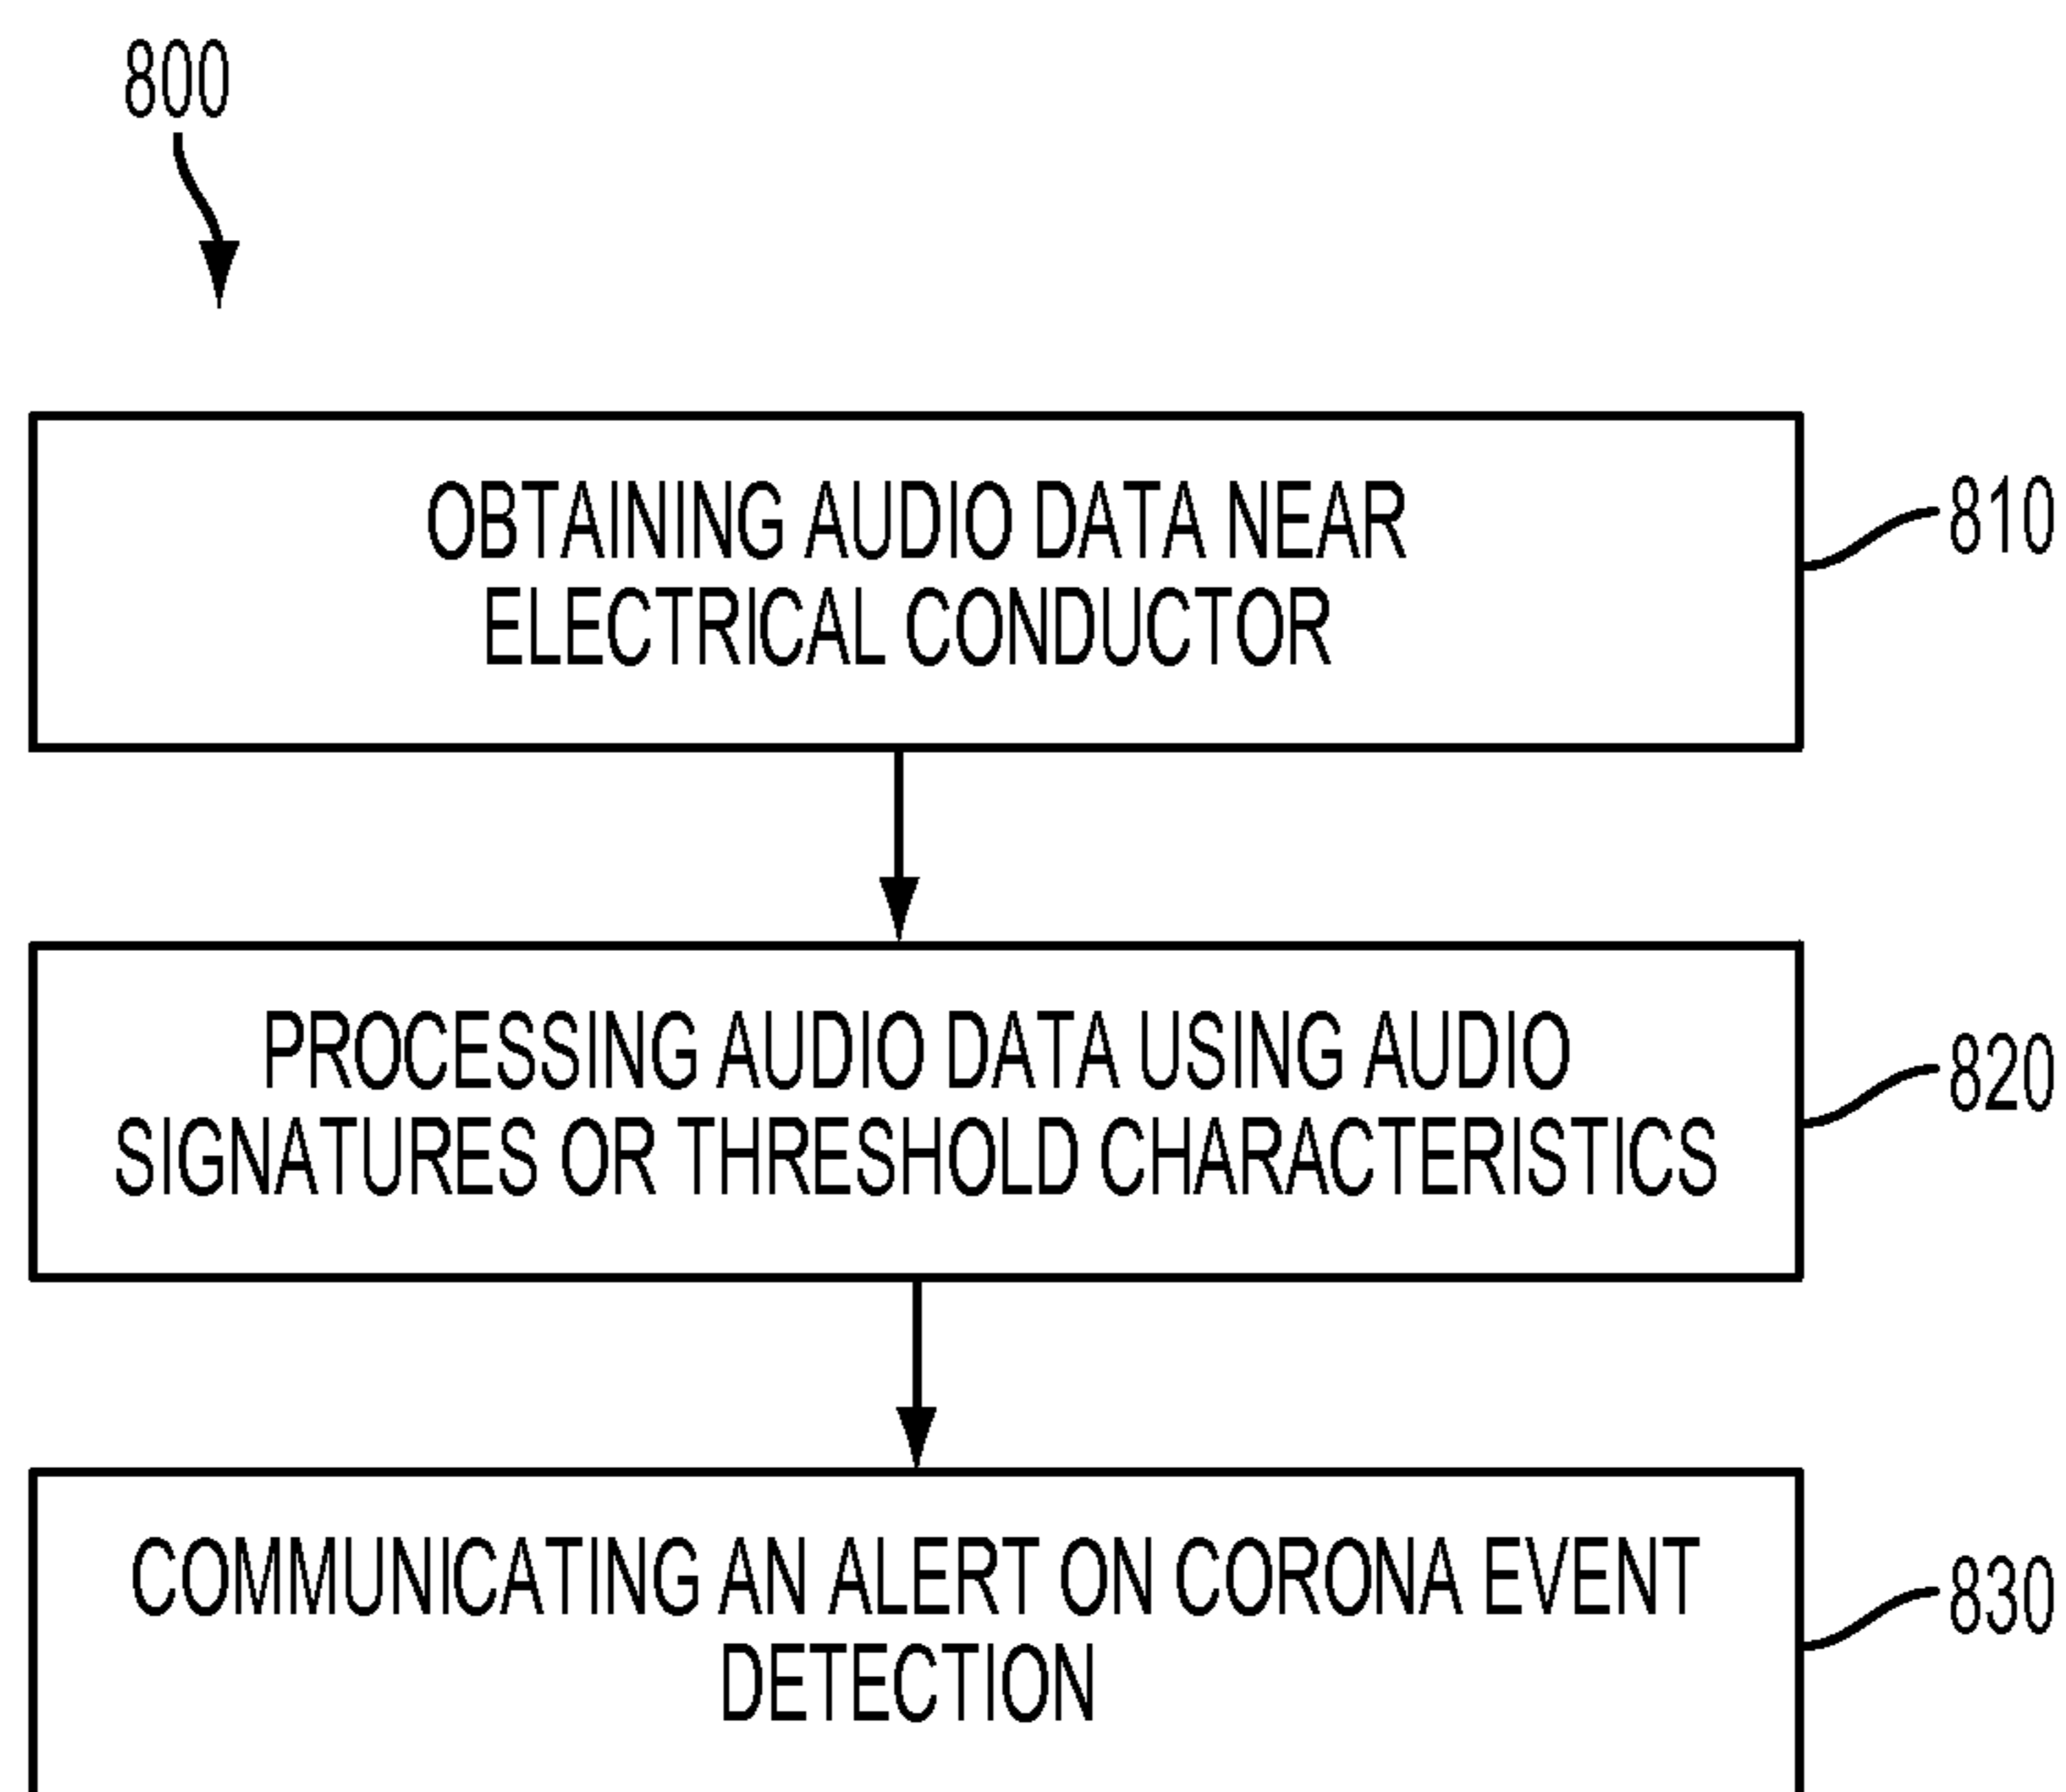 800
OBTAINING AUDIO DATA NEAR
ELECTRICAL CONDUCTOR
810
PROCESSING AUDIO DATA USING AUDIO
SIGNATURES OR THRESHOLD CHARACTERISTICS
820
COMMUNICATING AN ALERT ON CORONA EVENT
DETECTION
830